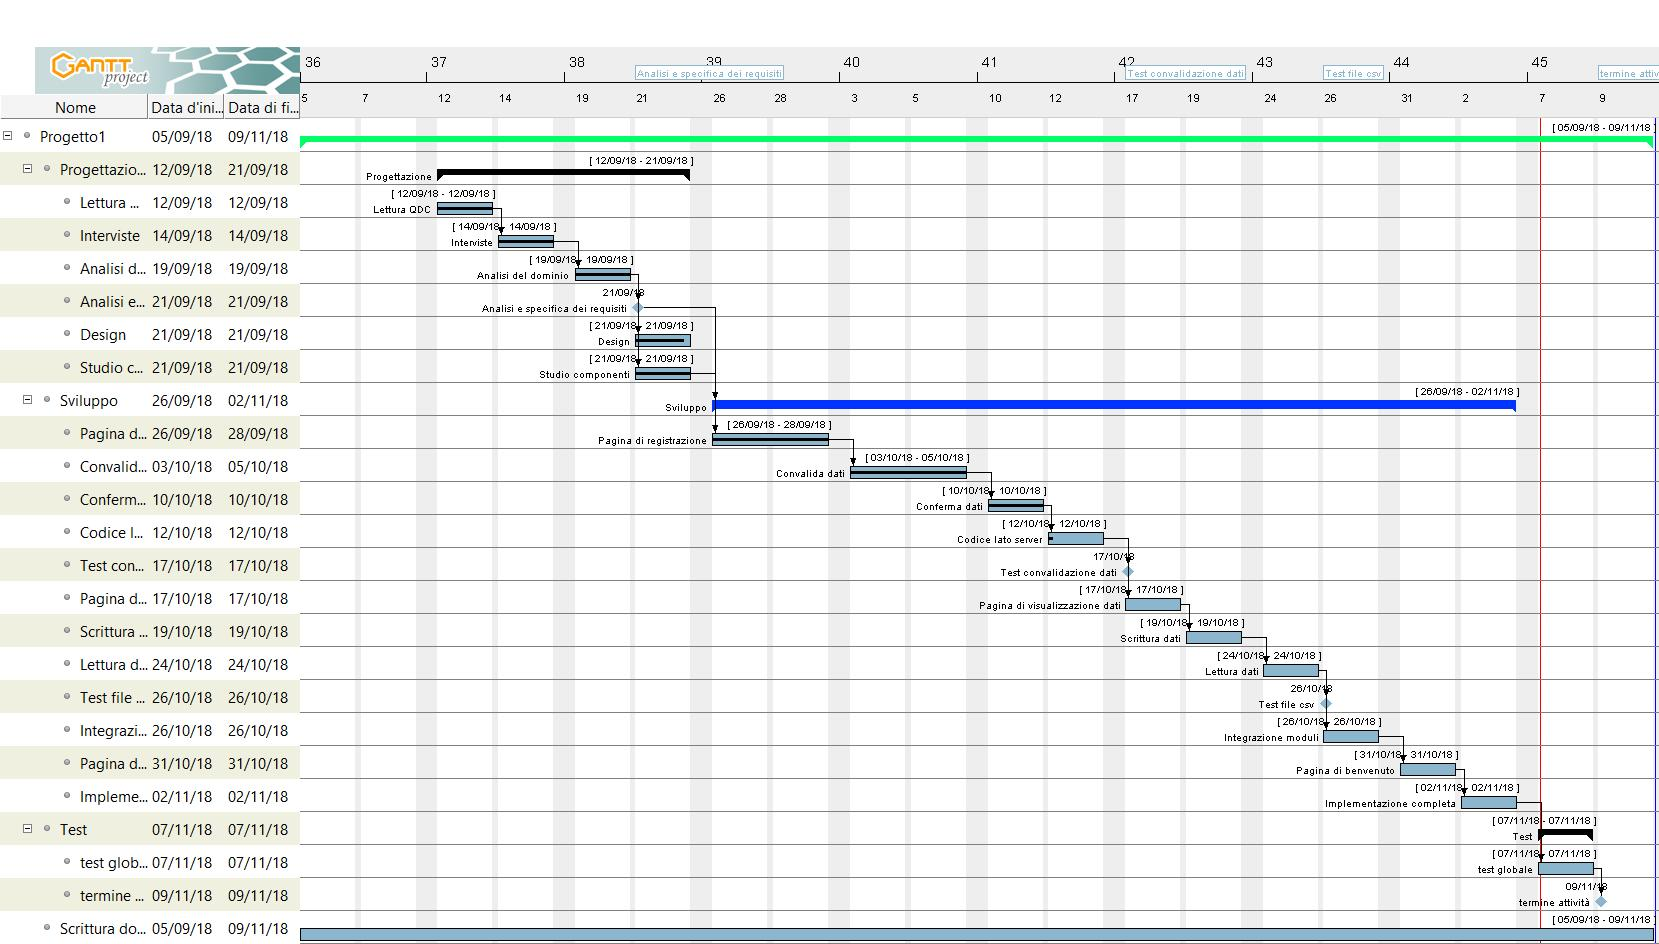 GANTT
project
36 37 38 39 40 41 42 43 44 45
Analisi e specifica dei requisiti Test convalidazione dati Test file csv termine attiv
Nome Data d'ini... Data di fi... 5 7 12 14 19 21 26 28 3 5 10 12 17 19 24 26 31 2 7 9
Progetto1 05/09/18 09/11/18 [ 05/09/18 - 09/11/18 ]
Progettazio... 12/09/18 21/09/18 Progettazione [ 12/09/18 - 21/09/18 ]
Lettura ... 12/09/18 12/09/18 Lettura QDC [ 12/09/18 - 12/09/18 ]
Interviste 14/09/18 14/09/18 Interviste [ 14/09/18 - 14/09/18 ]
Analisi d... 19/09/18 19/09/18 Analisi del dominio [ 19/09/18 - 19/09/18 ]
Analisi e... 21/09/18 21/09/18 Analisi e specifica dei requisiti 21/09/18
Design 21/09/18 21/09/18 Design [ 21/09/18 - 21/09/18 ]
Studio c... 21/09/18 21/09/18 Studio componenti [ 21/09/18 - 21/09/18 ]
Sviluppo 26/09/18 02/11/18 Sviluppo [ 26/09/18 - 02/11/18 ]
Pagina d... 26/09/18 28/09/18 Pagina di registrazione [ 26/09/18 - 28/09/18 ]
Convalid... 03/10/18 05/10/18 Convalida dati [ 03/10/18 - 05/10/18 ]
Conferm... 10/10/18 10/10/18 Conferma dati [ 10/10/18 - 10/10/18 ]
Codice l... 12/10/18 12/10/18 Codice lato server [ 12/10/18 - 12/10/18 ]
Test con... 17/10/18 17/10/18 Test convalidazione dati 17/10/18
Pagina d... 17/10/18 17/10/18 Pagina di visualizzazione dati [ 17/10/18 - 17/10/18 ]
Scrittura ... 19/10/18 19/10/18 Scrittura dati [ 19/10/18 - 19/10/18 ]
Lettura d... 24/10/18 24/10/18 Lettura dati [ 24/10/18 - 24/10/18 ]
Test file ... 26/10/18 26/10/18 Test file csv 26/10/18
Integrazi... 26/10/18 26/10/18 Integrazione moduli [ 26/10/18 - 26/10/18 ]
Pagina d... 31/10/18 31/10/18 Pagina di benvenuto [ 31/10/18 - 31/10/18 ]
Impleme... 02/11/18 02/11/18 Implementazione completa [ 02/11/18 - 02/11/18 ]
Test 07/11/18 07/11/18 Test [ 07/11/18 - 07/11/18 ]
test glob... 07/11/18 07/11/18 test globale [ 07/11/18 - 07/11/18 ]
termine ... 09/11/18 09/11/18 termine attività 09/11/18
Scrittura do... 05/09/18 09/11/18 [ 05/09/18 - 09/11/18 ]